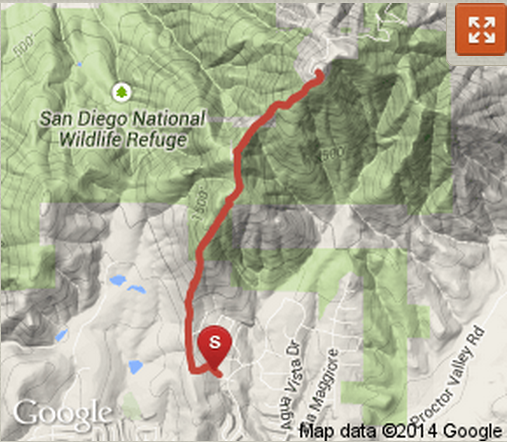 500'
San Diego National
Wildlife Refuge
1500'
1500'
S
Agua Vista Dr
Maggiore
Proctor Valley Rd
Google
Map data ©2014 Google